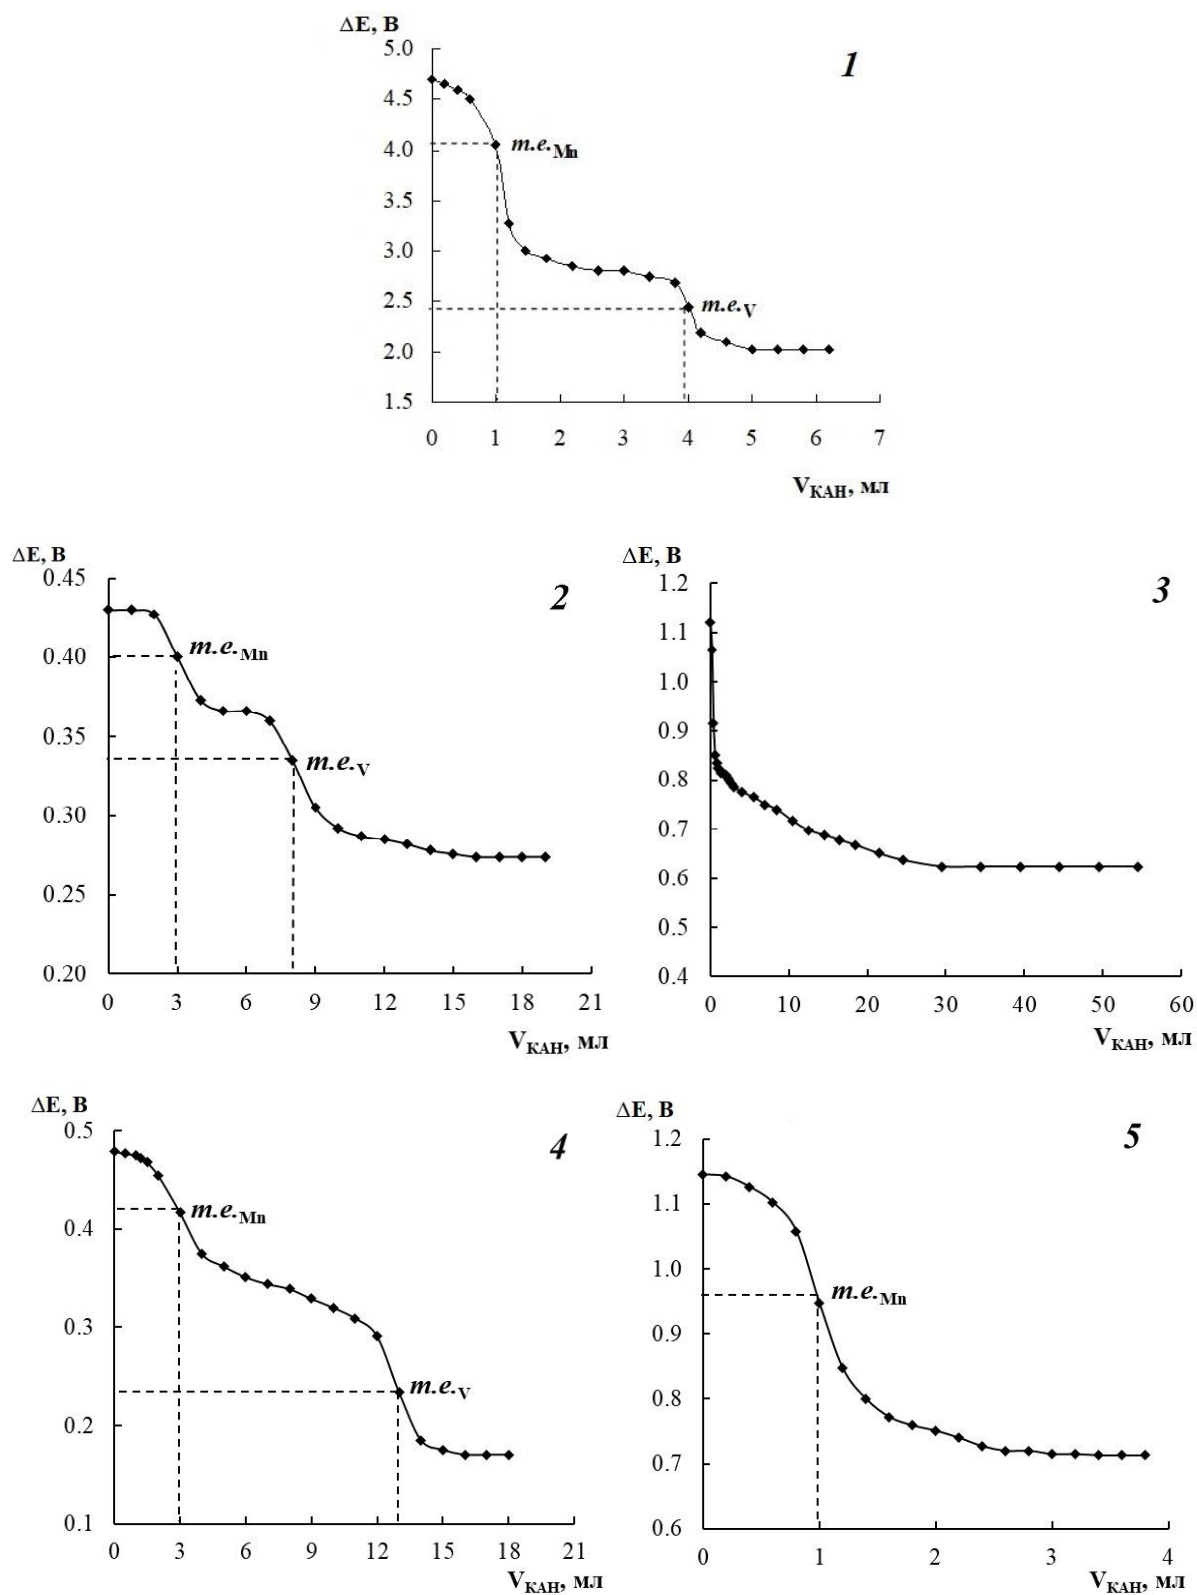 ΔE, В
1
5.0
4.5
4.0
3.5
3.0
2.5
2.0
1.5
т.е.Mn
т.е.V
0 1 2 3 4 5 6 7
VКАН, мл
ΔE, В
2
0.45
0.40
0.35
0.30
0.25
0.20
т.е.Mn
т.е.V
0 3 6 9 12 15 18 21
VКАН, мл
ΔE, В
3
1.2
1.1
1.0
0.9
0.8
0.7
0.6
0.5
0.4
0 10 20 30 40 50 60
VКАН, мл
ΔE, В
4
0.5
0.4
0.3
0.2
0.1
т.е.Mn
т.е.V
0 3 6 9 12 15 18 21
VКАН, мл
ΔE, В
5
1.2
1.1
1.0
0.9
0.8
0.7
0.6
т.е.Mn
0 1 2 3 4
VКАН, мл